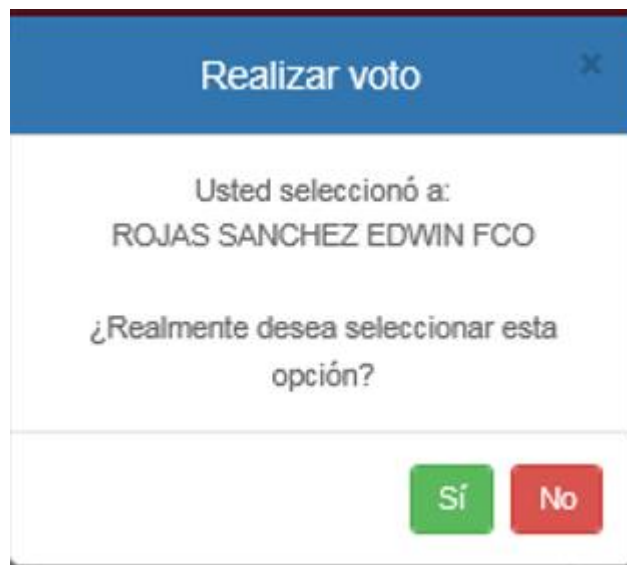 Realizar voto
×
Usted seleccionó a:
ROJAS SANCHEZ EDWIN FCO
¿Realmente desea seleccionar esta
opción?
Sí No